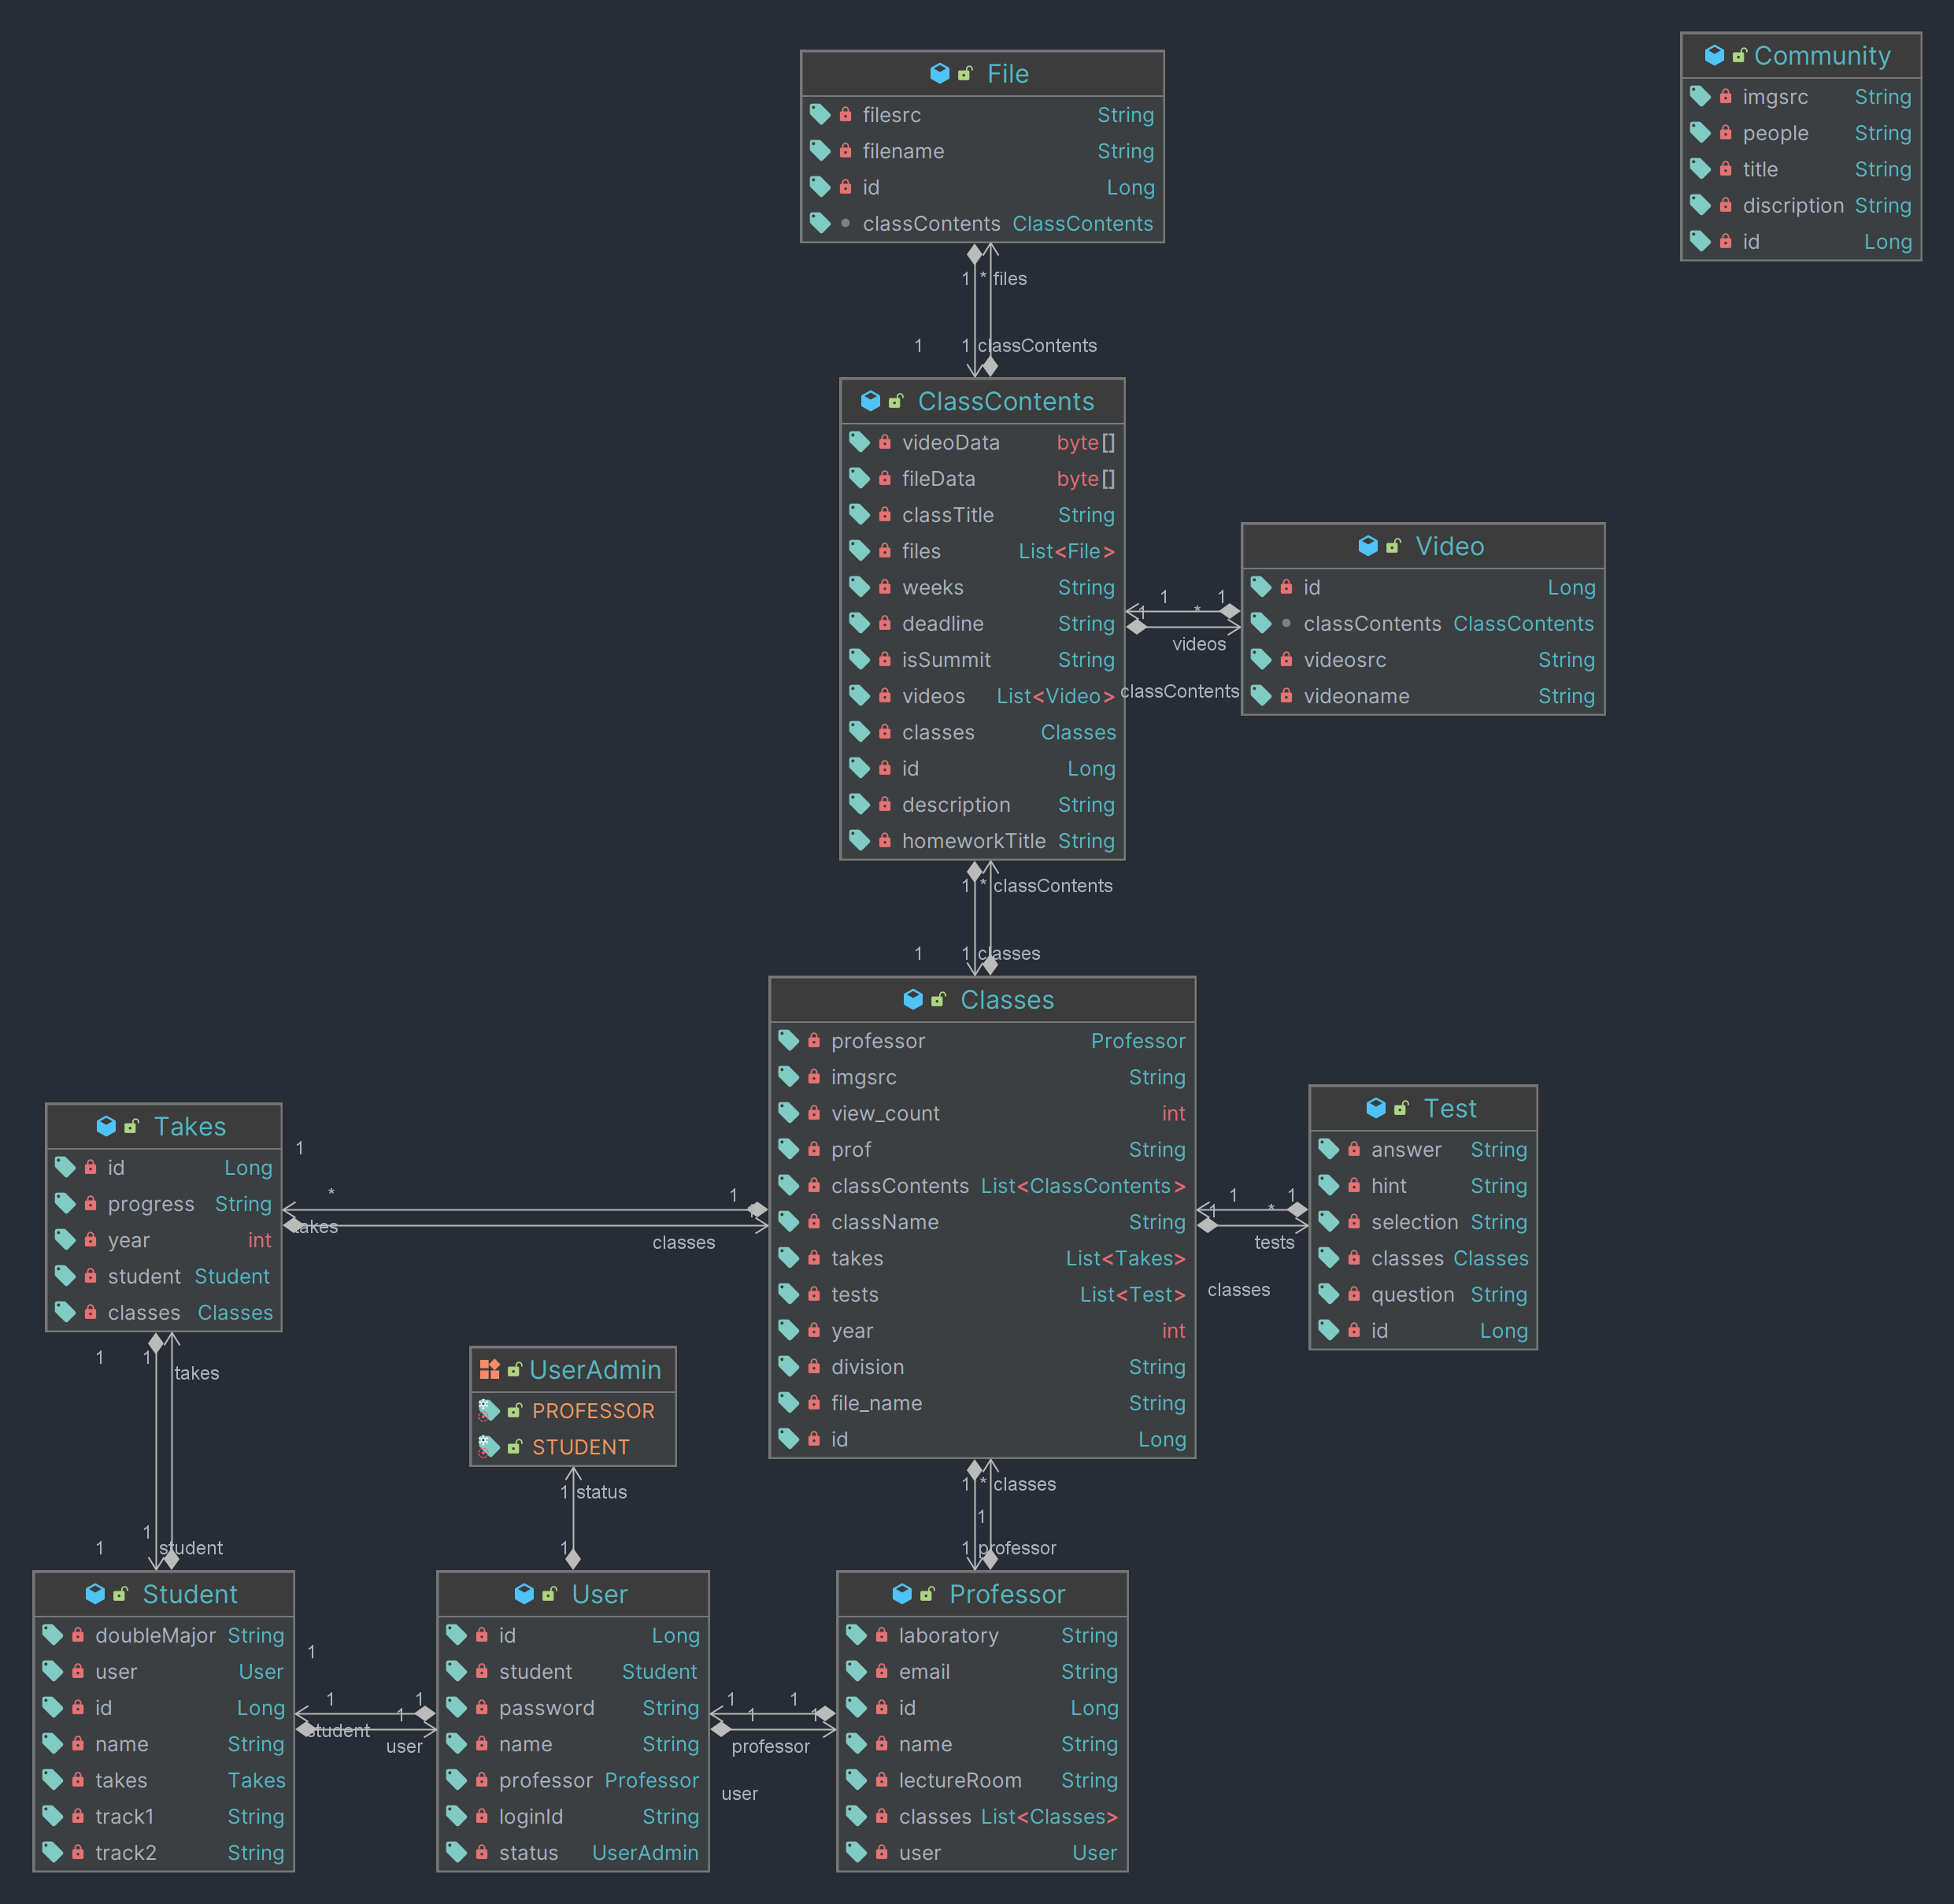 File
filesrc String
filename String
id Long
classContents ClassContents
Community
imgsrc String
people String
title String
discription String
id Long
1 * files
1 1 classContents
ClassContents
videoData byte[]
fileData byte[]
classTitle String
files List<File>
weeks String
deadline String
isSummit String
videos List<Video>
classes Classes
id Long
description String
homeworkTitle String
1 1
1 *
videos
classContents
Video
id Long
classContents ClassContents
videosrc String
videoname String
1 * classContents
1 1 classes
Classes
professor Professor
imgsrc String
view_count int
prof String
classContents List<ClassContents>
className String
takes List<Takes>
tests List<Test>
year int
division String
file_name String
id Long
Takes
id Long
progress String
year int
student Student
classes Classes
1
* 1
1
takes
classes
1 1
1 *
tests
classes
Test
answer String
hint String
selection String
classes Classes
question String
id Long
1 1
takes
1
1 student
UserAdmin
PROFESSOR
STUDENT
1 status
1
1 * classes
1
1 professor
Student
doubleMajor String
user User
id Long
name String
takes Takes
track1 String
track2 String
1
1 1
1
student
user
User
id Long
student Student
password String
name String
professor Professor
loginId String
status UserAdmin
1 1
1 1
professor
user
Professor
laboratory String
email String
id Long
name String
lectureRoom String
classes List<Classes>
user User